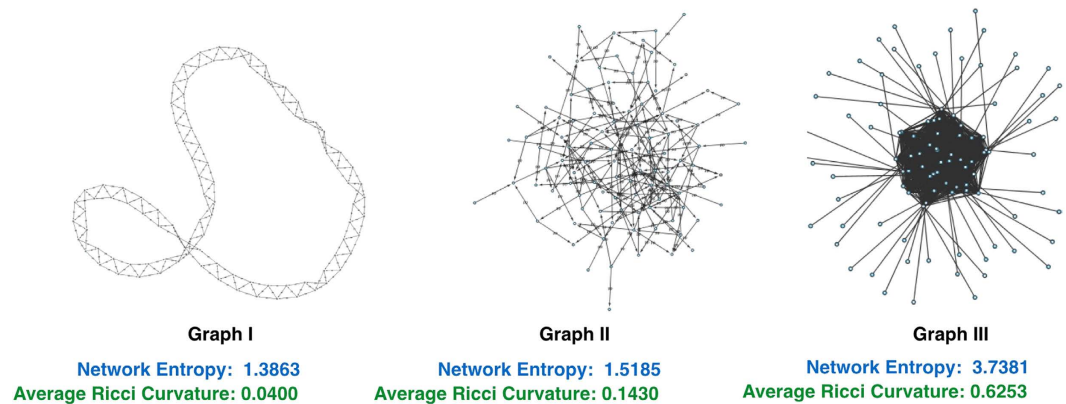 Graph I
Network Entropy: 1.3863
Average Ricci Curvature: 0.0400
Graph II
Network Entropy: 1.5185
Average Ricci Curvature: 0.1430
Graph III
Network Entropy: 3.7381
Average Ricci Curvature: 0.6253